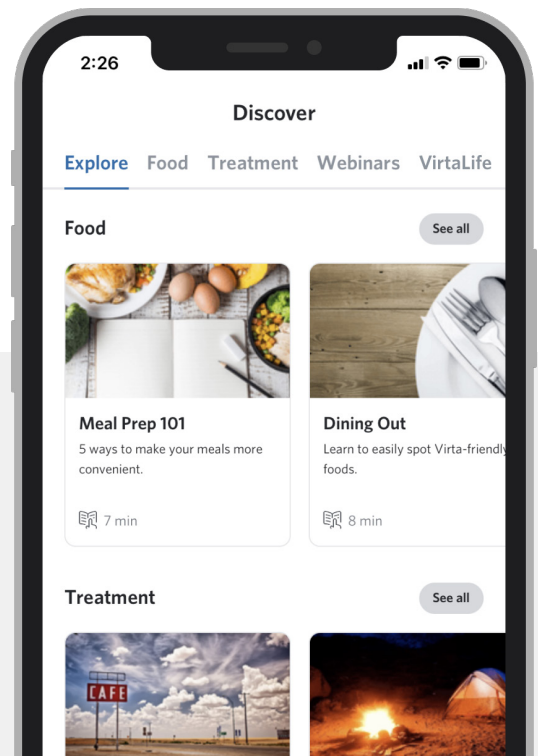 2:26
Discover
Explore Food Treatment Webinars VirtaLife
Food
See all
Meal Prep 101
5 ways to make your meals more
convenient.
7 min
Dining Out
Learn to easily spot Virta-friendly
foods.
8 min
Treatment
See all
CAFE